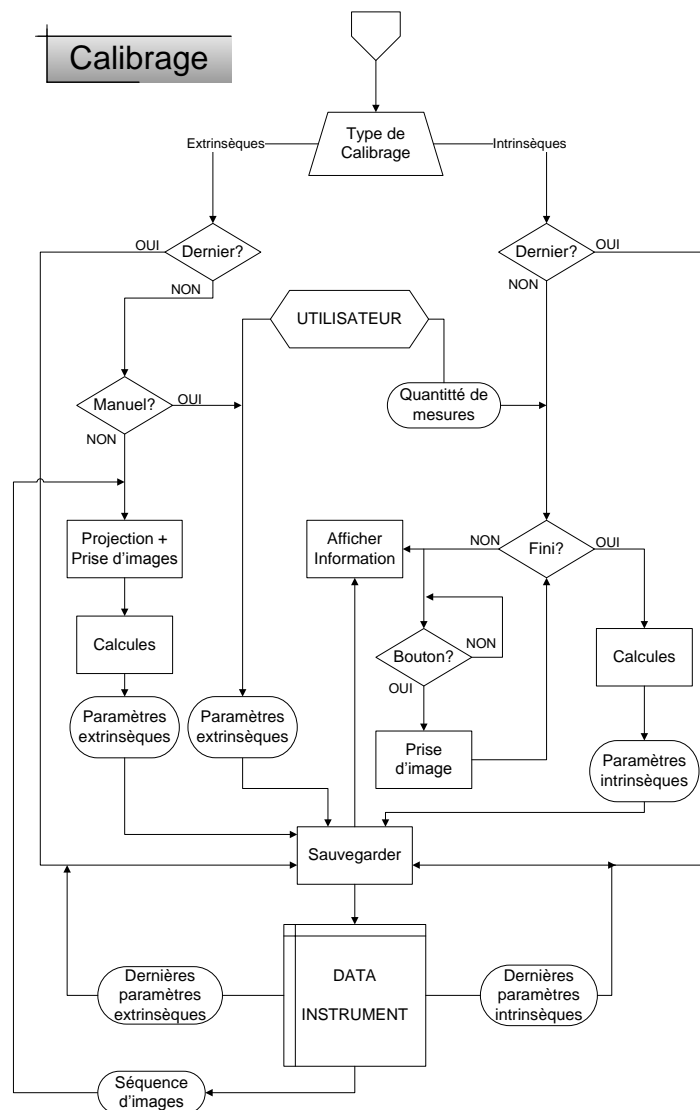 Calibrage
Type de
Calibrage
Extrinsèques
Intrinsèques
Dernier?
OUI
NON
Dernier?
OUI
NON
UTILISATEUR
Manuel?
OUI
NON
Quantitté de
mesures
Projection +
Prise d'images
Afficher
Information
NON
Fini?
OUI
Calcules
Bouton?
NON
OUI
Calcules
Paramètres
extrinsèques
Paramètres
extrinsèques
Prise
d'image
Paramètres
intrinsèques
Sauvegarder
Dernières
paramètres
extrinsèques
DATA
INSTRUMENT
Dernières
paramètres
intrinsèques
Séquence
d'images